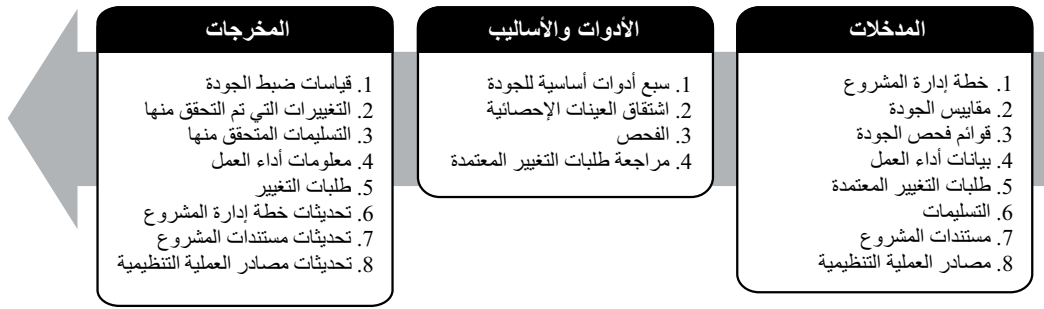 المدخلات
1. خطة إدارة المشروع
2. مقاييس الجودة
3. قوائم فحص الجودة
4. بيانات أداء العمل
5. طلبات التغيير المعتمدة
6. التسليمات
7. مستندات المشروع
8. مصادر العملية التنظيمية
الأدوات والأساليب
1. سبع أدوات أساسية للجودة
2. اشتقاق العينات الإحصائية
3. الفحص
4. مراجعة طلبات التغيير المعتمدة
المخرجات
1. قياسات ضبط الجودة
2. التغييرات التي تم التحقق منها
3. التسليمات المتحقق منها
4. معلومات أداء العمل
5. طلبات التغيير
6. تحديثات خطة إدارة المشروع
7. تحديثات مستندات المشروع
8. تحديثات مصادر العملية التنظيمية